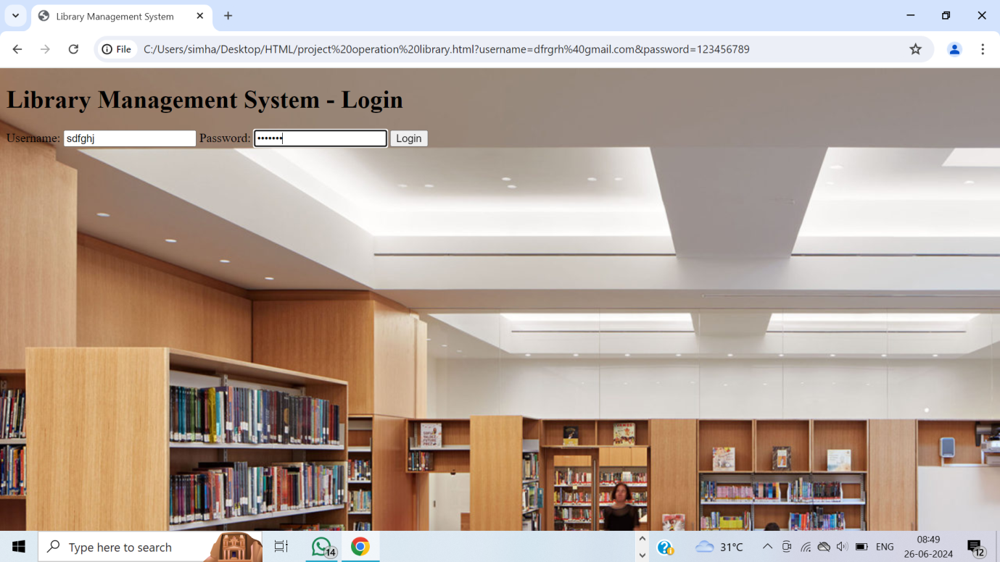 Library Management System
File C:/Users/simha/Desktop/HTML/project%20operation%20library.html?username=dfrgrh%40gmail.com&password=123456789
Library Management System - Login
Username: sdfghj Password: ••••••• Login
Type here to search 14 31°C ENG 08:49 12
26-06-2024